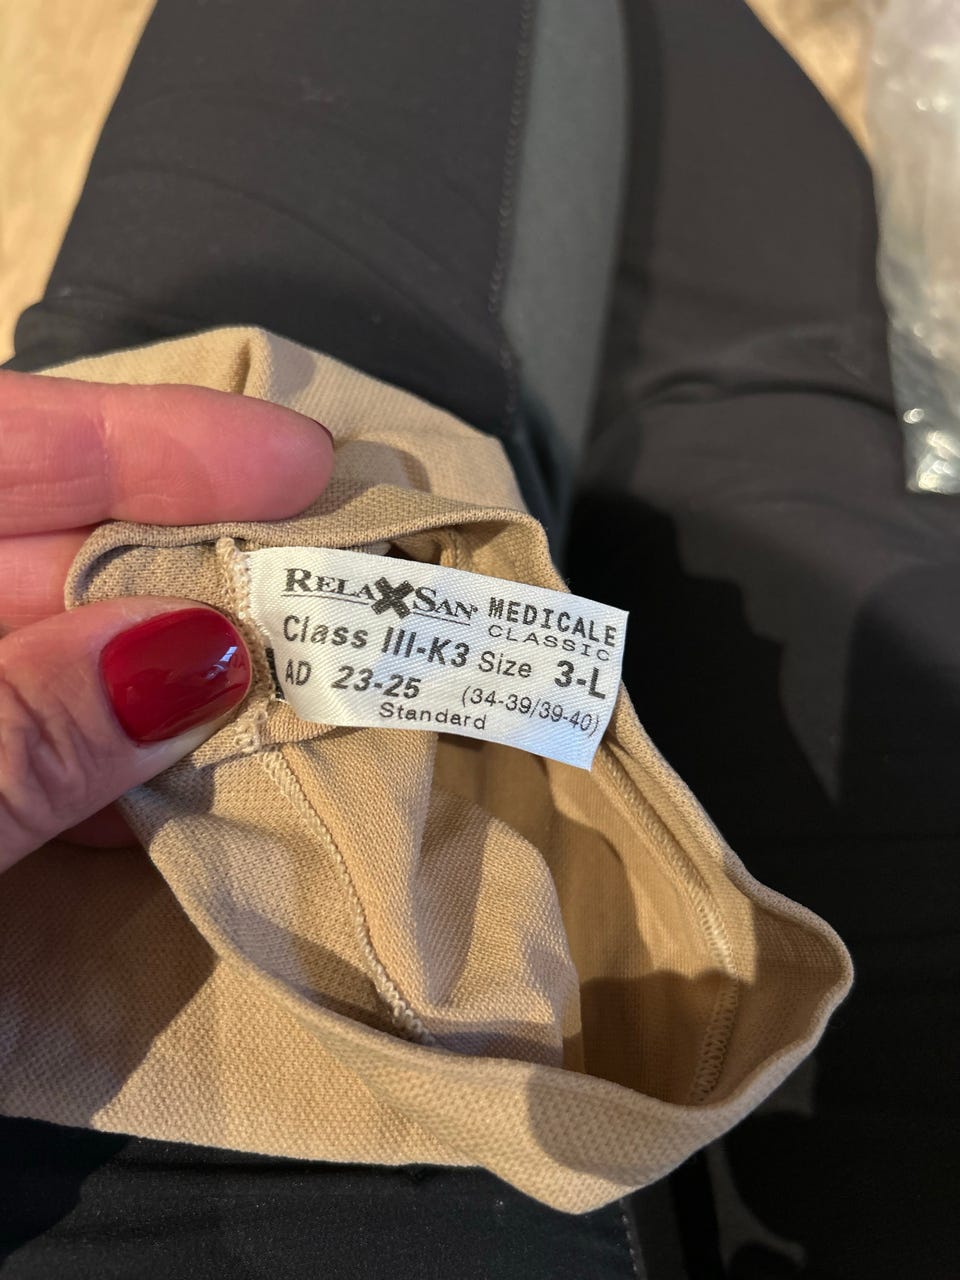 RELAXSAN® MEDICALE
CLASSIC
Class III-K3 Size 3-L
AD 23-25 (34-39/39-40)
Standard